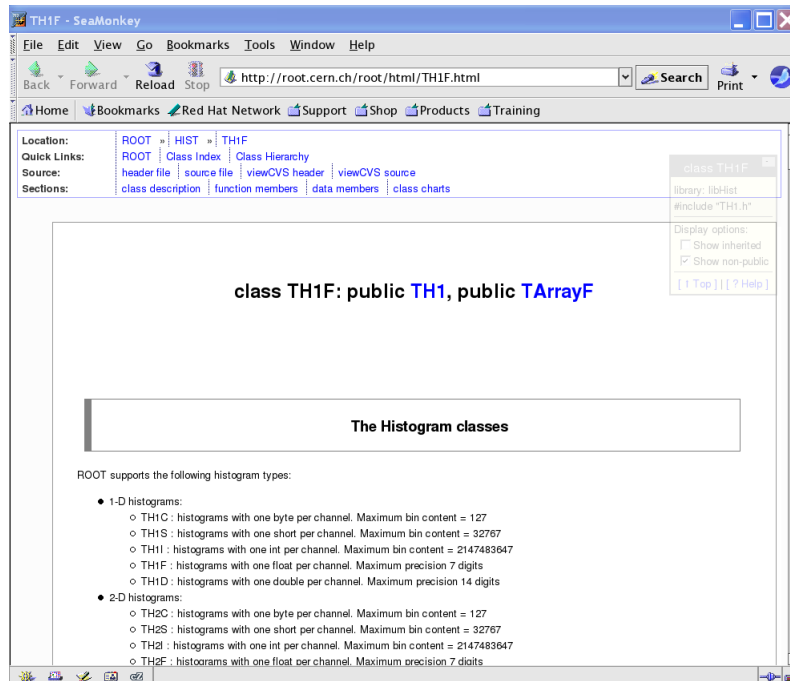 TH1F - SeaMonkey
File Edit View Go Bookmarks Tools Window Help
Back Forward Reload Stop http://root.cern.ch/root/html/TH1F.html Search Print
Home Bookmarks Red Hat Network Support Shop Products Training
Location: ROOT » HIST » TH1F
Quick Links: ROOT Class Index Class Hierarchy
Source: header file source file viewCVS header viewCVS source
Sections: class description function members data members class charts
class TH1F
library: libHist
#include "TH1.h"
Display options:
Show inherited
Show non-public
[ ↑ Top ] | [ ? Help ]
class TH1F: public TH1, public TArrayF
The Histogram classes
ROOT supports the following histogram types:
1-D histograms:
TH1C : histograms with one byte per channel. Maximum bin content = 127
TH1S : histograms with one short per channel. Maximum bin content = 32767
TH1I : histograms with one int per channel. Maximum bin content = 2147483647
TH1F : histograms with one float per channel. Maximum precision 7 digits
TH1D : histograms with one double per channel. Maximum precision 14 digits
2-D histograms:
TH2C : histograms with one byte per channel. Maximum bin content = 127
TH2S : histograms with one short per channel. Maximum bin content = 32767
TH2I : histograms with one int per channel. Maximum bin content = 2147483647
TH2F : histograms with one float per channel. Maximum precision 7 digits